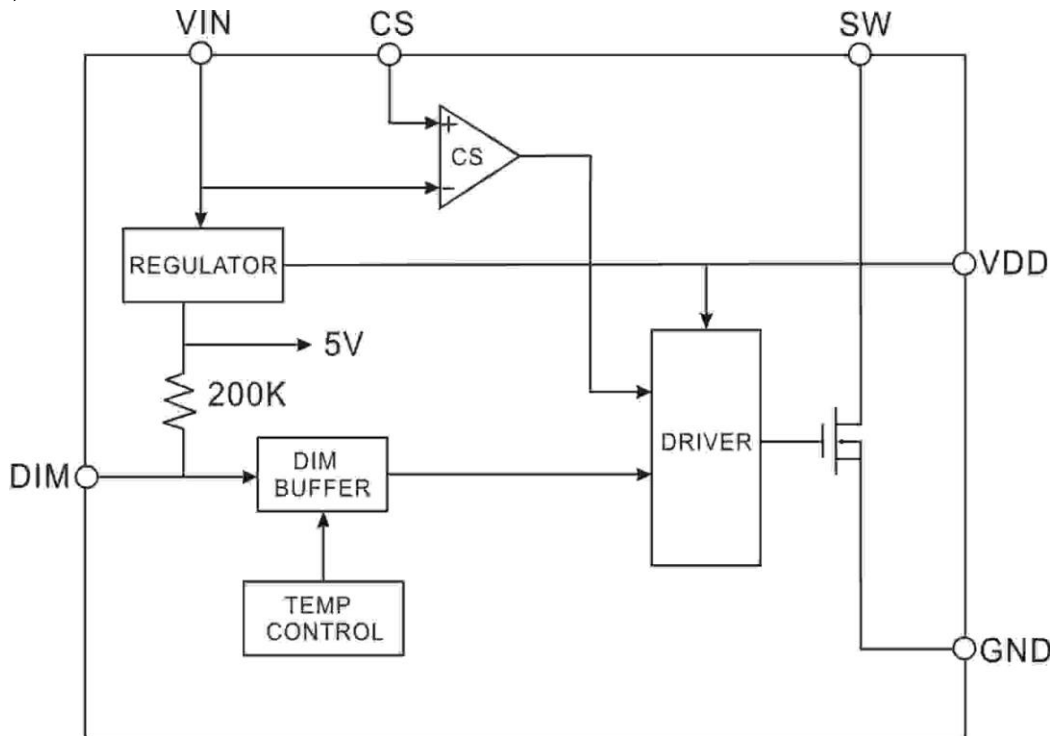 VIN
CS
SW
+
CS
-
REGULATOR
VDD
5V
200K
DRIVER
DIM
DIM
BUFFER
TEMP
CONTROL
GND